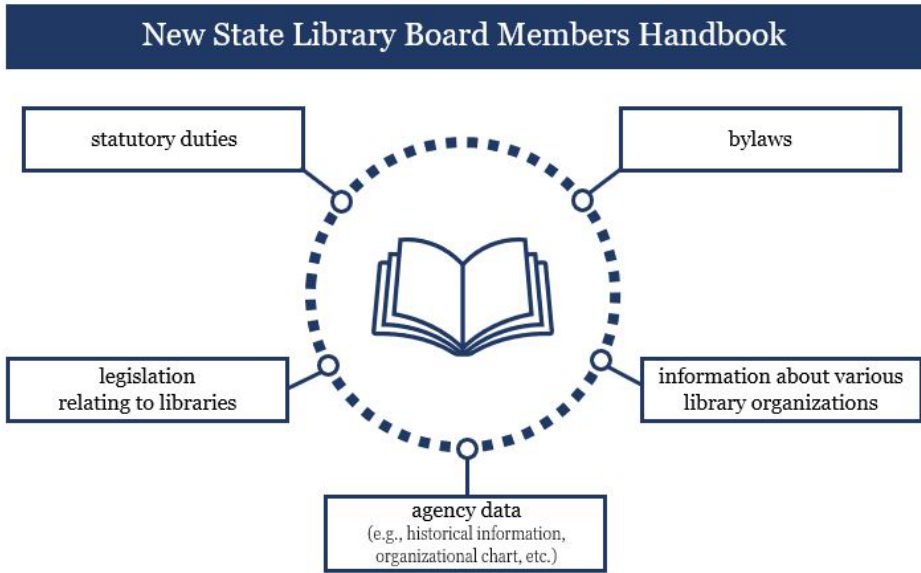 New State Library Board Members Handbook
statutory duties
bylaws
legislation
relating to libraries
information about various
library organizations
agency data
(e.g., historical information,
organizational chart, etc.)